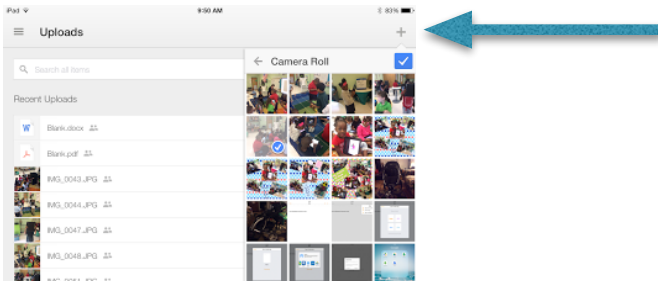 iPad
9:50 AM
83%
Uploads
Search all items
Camera Roll
Recent Uploads
Blank.docx
Blank.pdf
IMG_0043.JPG
IMG_0044.JPG
IMG_0047.JPG
IMG_0048.JPG